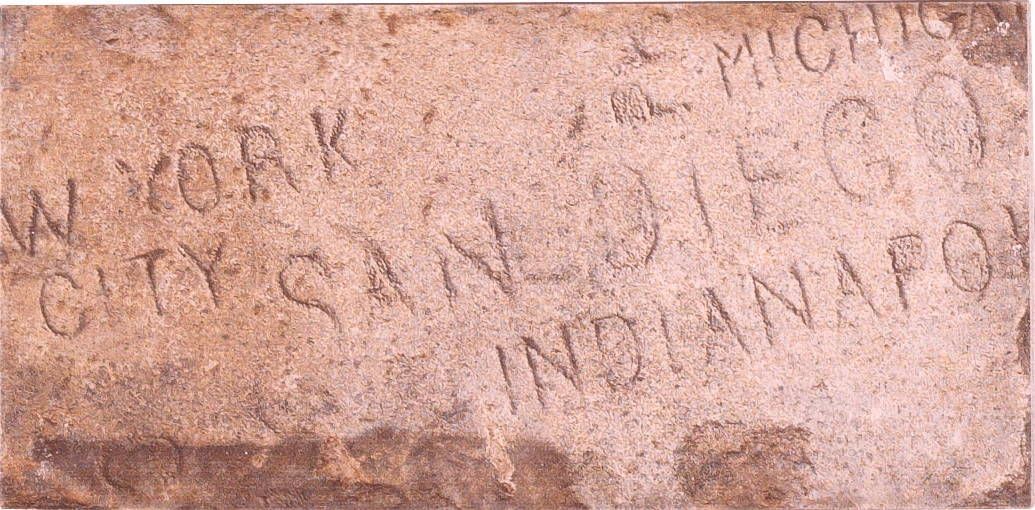 MICHIGA
W YORK
CITY
SAN DIEGO
INDIANAPO